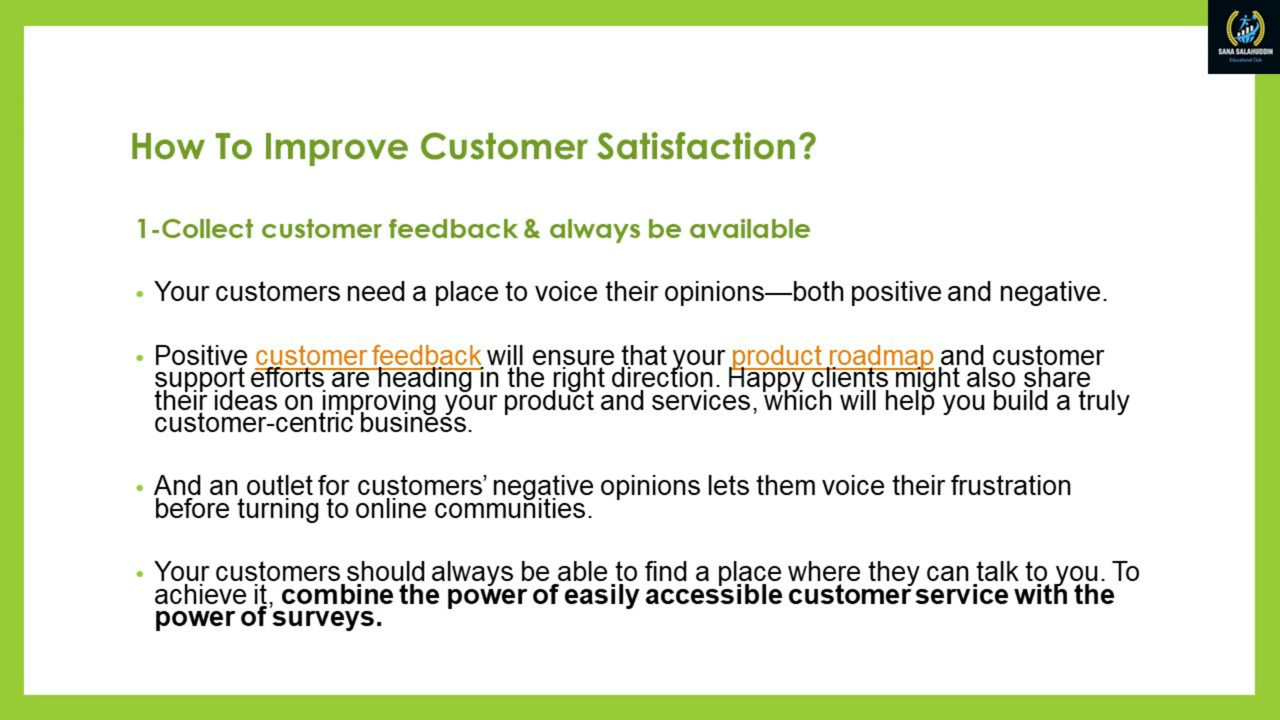 SANA SALAHUDDIN
Educational Club
How To Improve Customer Satisfaction?
1-Collect customer feedback & always be available
• Your customers need a place to voice their opinions—both positive and negative.
• Positive customer feedback will ensure that your product roadmap and customer
support efforts are heading in the right direction. Happy clients might also share
their ideas on improving your product and services, which will help you build a truly
customer-centric business.
• And an outlet for customers’ negative opinions lets them voice their frustration
before turning to online communities.
• Your customers should always be able to find a place where they can talk to you. To
achieve it, combine the power of easily accessible customer service with the
power of surveys.